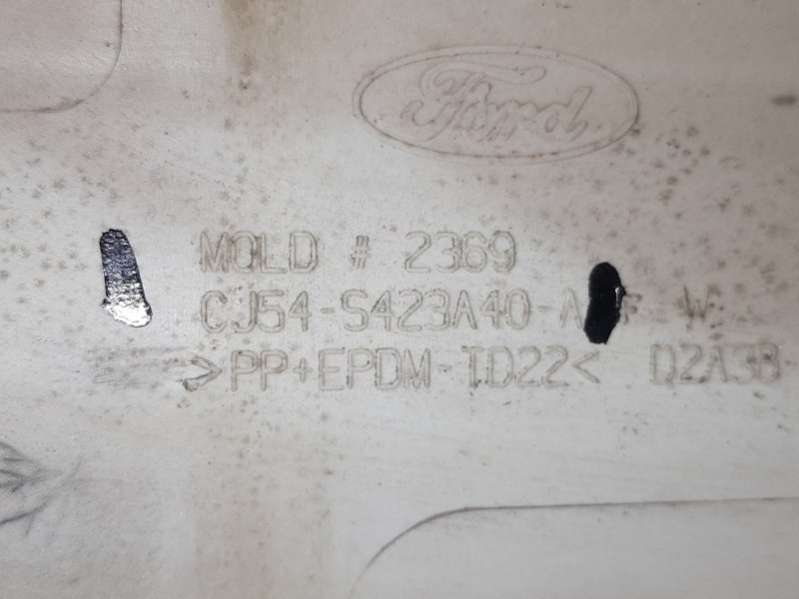 Ford
MOLD # 2369
CJ54-S423A40-A F W
>PP+EPDM-TD22< D2A3B